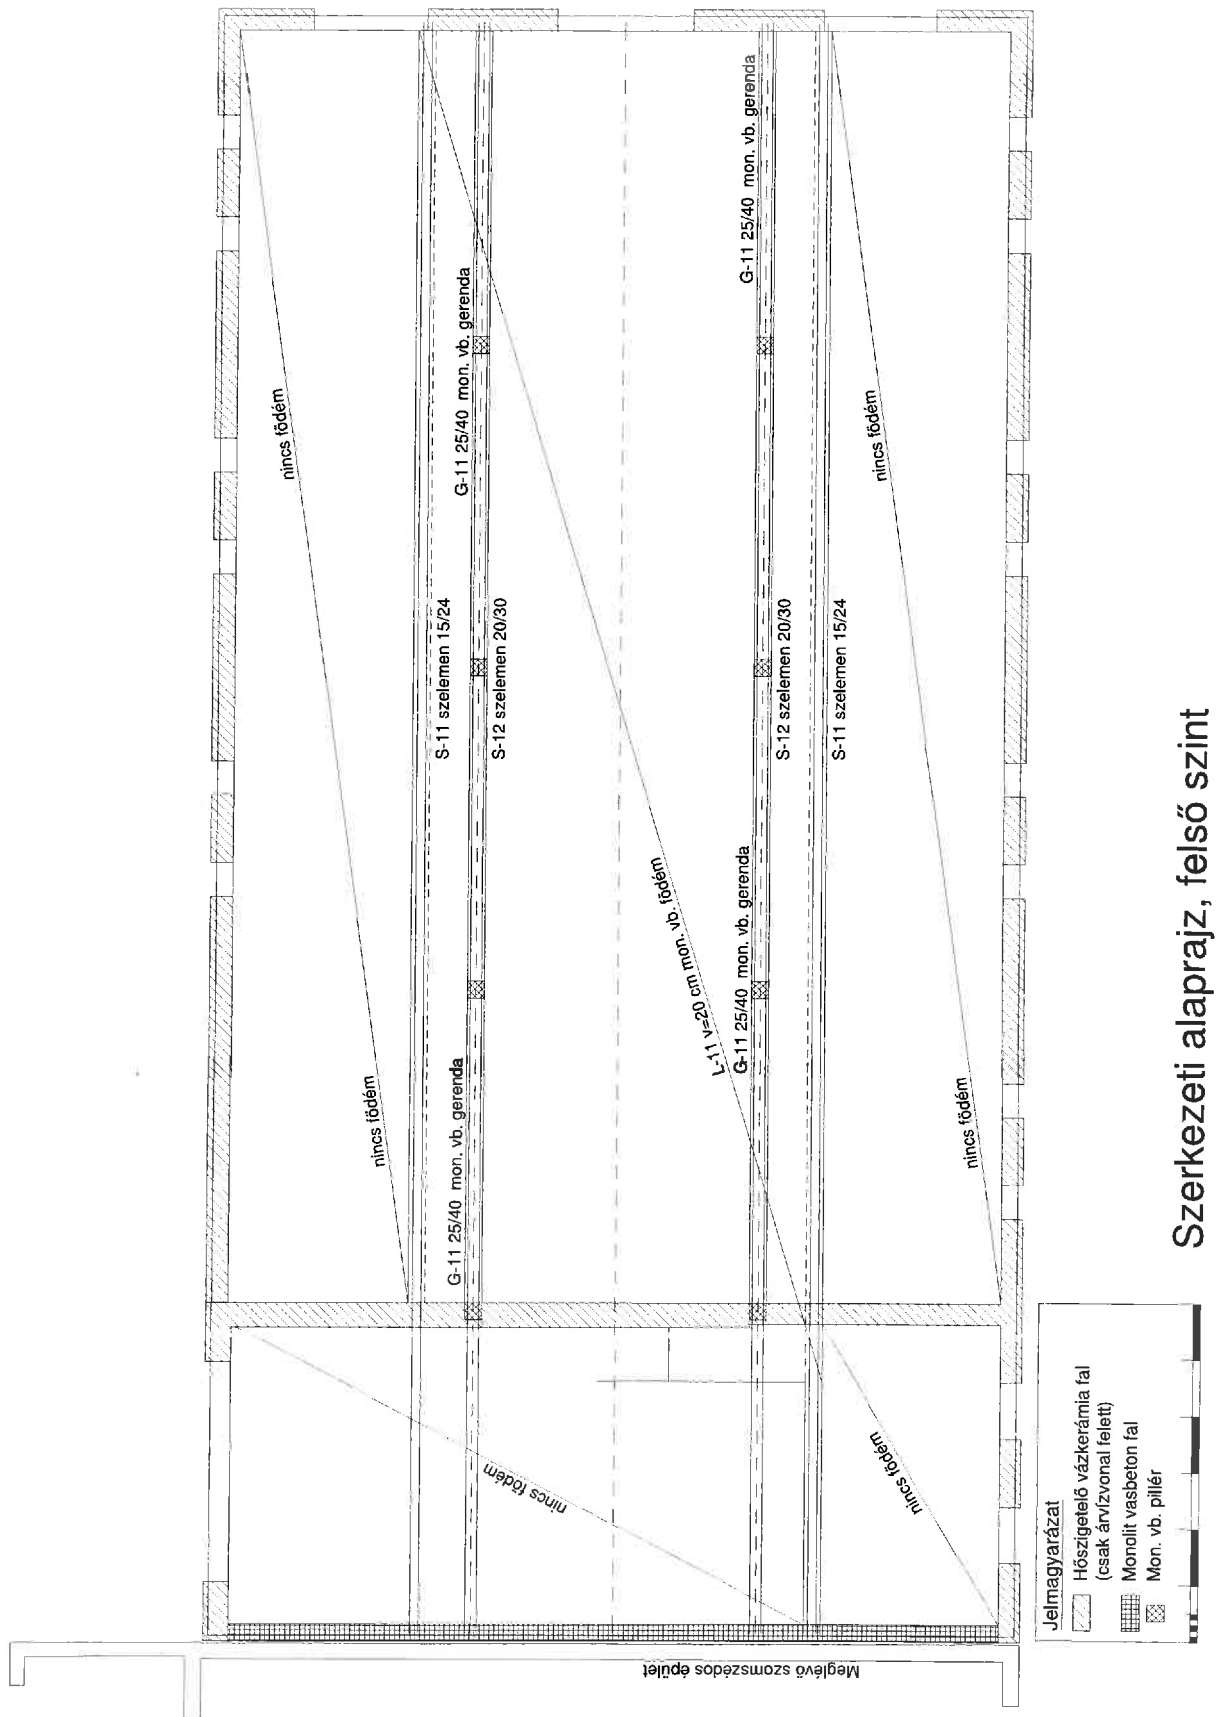 nincs födém
nincs födém
G-11 25/40 mon. vb. gerenda
G-11 25/40 mon. vb. gerenda
S-11 szelemen 15/24
S-12 szelemen 20/30
nincs födém
L-11 v=20 cm mon. vb. födém
G-11 25/40 mon. vb. gerenda
G-11 25/40 mon. vb. gerenda
S-12 szelemen 20/30
S-11 szelemen 15/24
nincs födém
nincs födém
nincs födém
Meglévő szomszédos épület
Jelmagyarázat
Hőszigetelő vázkerámia fal
(csak árvízvonal felett)
Monolit vasbeton fal
Mon. vb. pillér
Szerkezeti alaprajz, felső szint